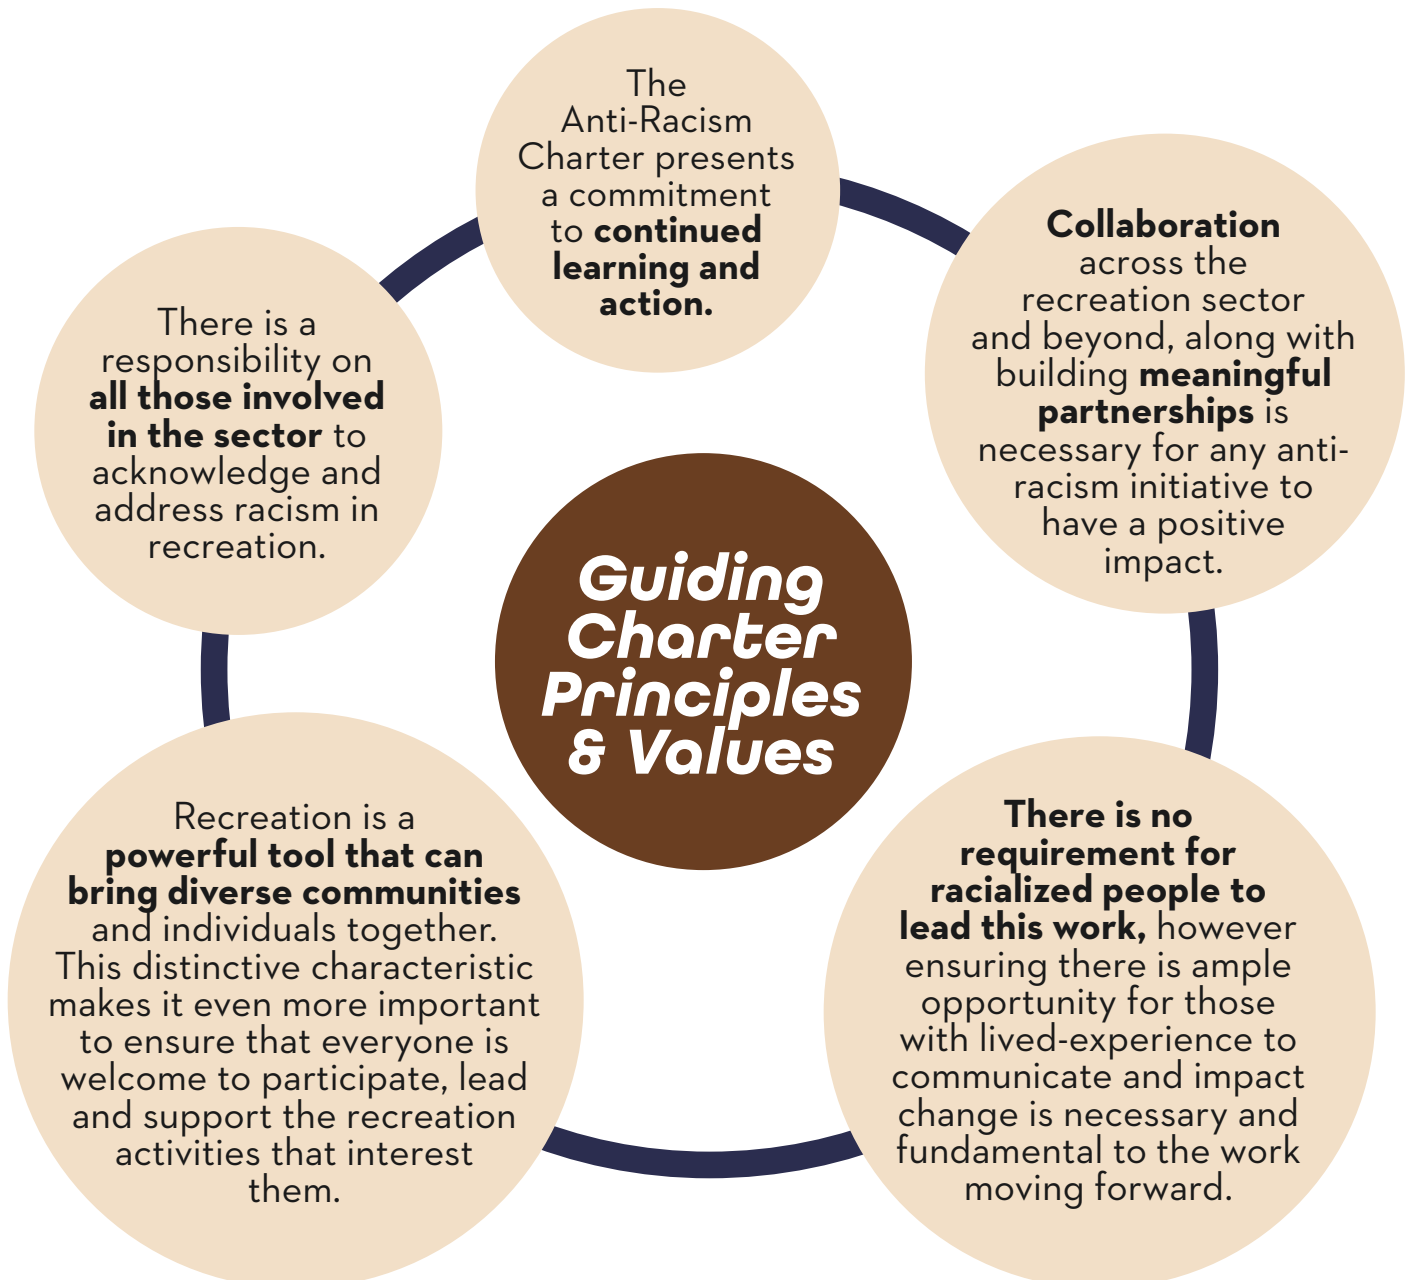 The
Anti-Racism
Charter presents
a commitment
to continued
learning and
action.
Collaboration
across the
recreation sector
and beyond, along with
building meaningful
partnerships is
necessary for any anti-
racism initiative to
have a positive
impact.
There is no
requirement for
racialized people to
lead this work, however
ensuring there is ample
opportunity for those
with lived-experience to
communicate and impact
change is necessary and
fundamental to the work
moving forward.
Recreation is a
powerful tool that can
bring diverse communities
and individuals together.
This distinctive characteristic
makes it even more important
to ensure that everyone is
welcome to participate, lead
and support the recreation
activities that interest
them.
There is a
responsibility on
all those involved
in the sector to
acknowledge and
address racism in
recreation.
Guiding
Charter
Principles
& Values